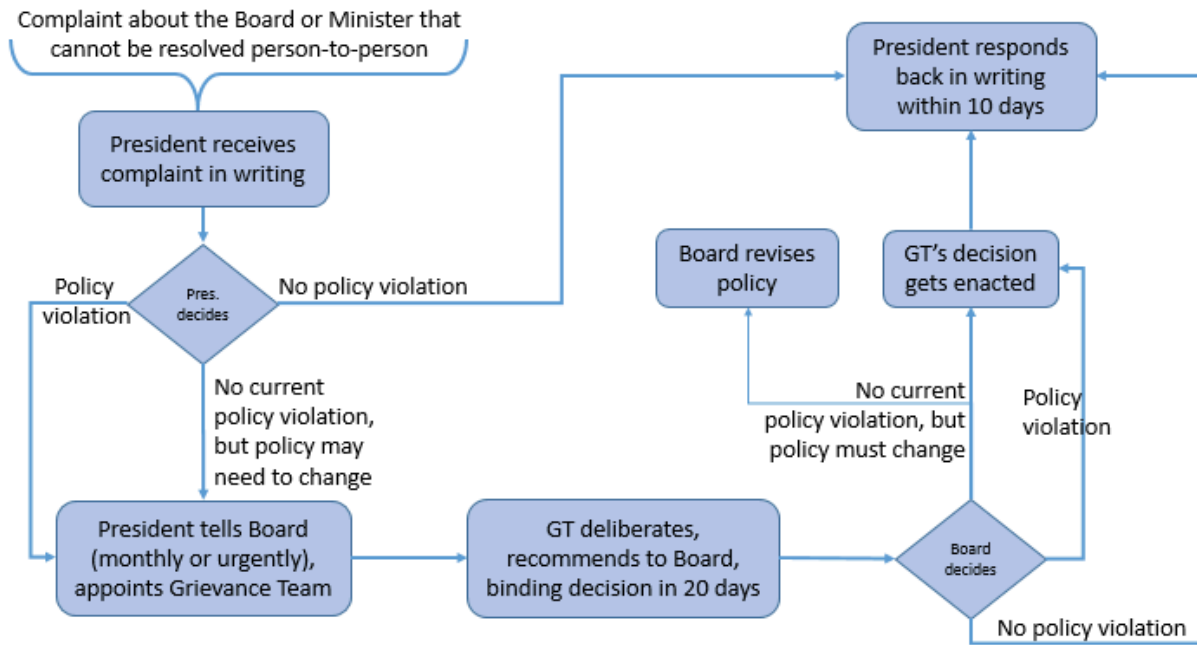 Complaint about the Board or Minister that
cannot be resolved person-to-person
President receives
complaint in writing
Pres.
decides
Policy
violation
No policy violation
No current
policy violation,
but policy may
need to change
President tells Board
(monthly or urgently),
appoints Grievance Team
GT deliberates,
recommends to Board,
binding decision in 20 days
Board
decides
No current
policy violation, but
policy must change
Policy
violation
No policy violation
Board revises
policy
GT's decision
gets enacted
President responds
back in writing
within 10 days